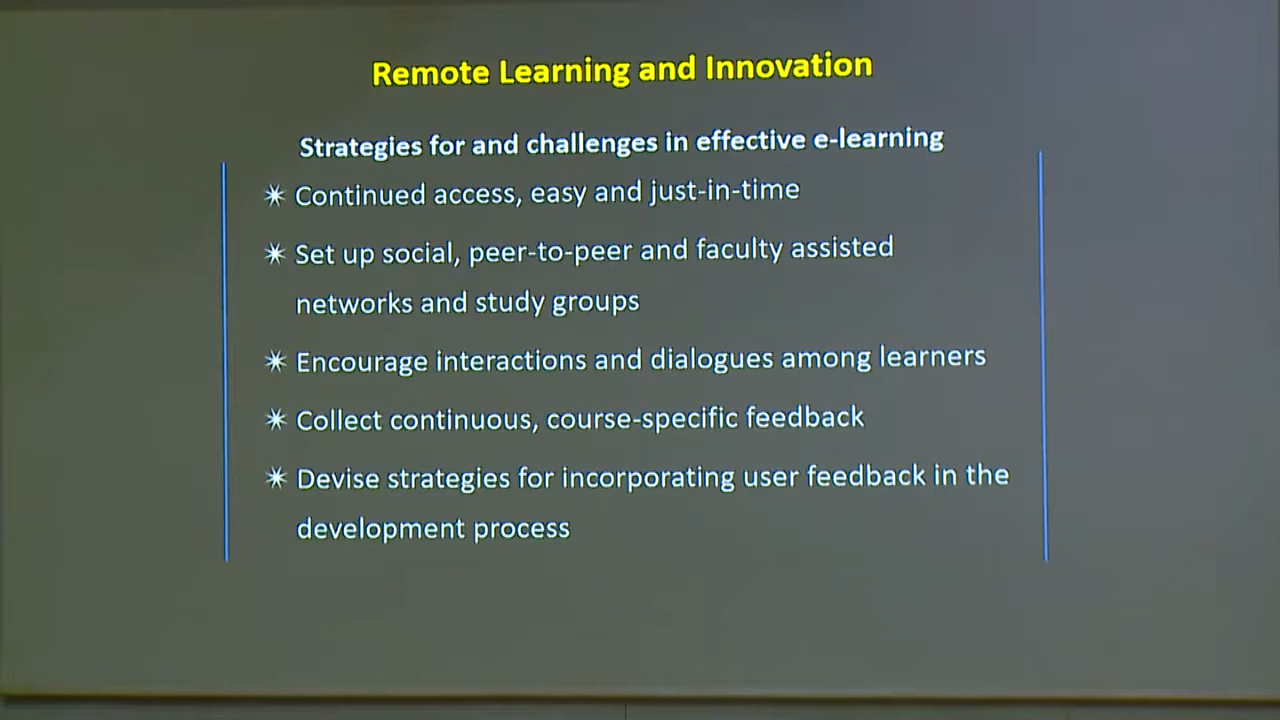 Remote Learning and Innovation
Strategies for and challenges in effective e-learning
✴ Continued access, easy and just-in-time
✴ Set up social, peer-to-peer and faculty assisted
networks and study groups
✴ Encourage interactions and dialogues among learners
✴ Collect continuous, course-specific feedback
✴ Devise strategies for incorporating user feedback in the
development process